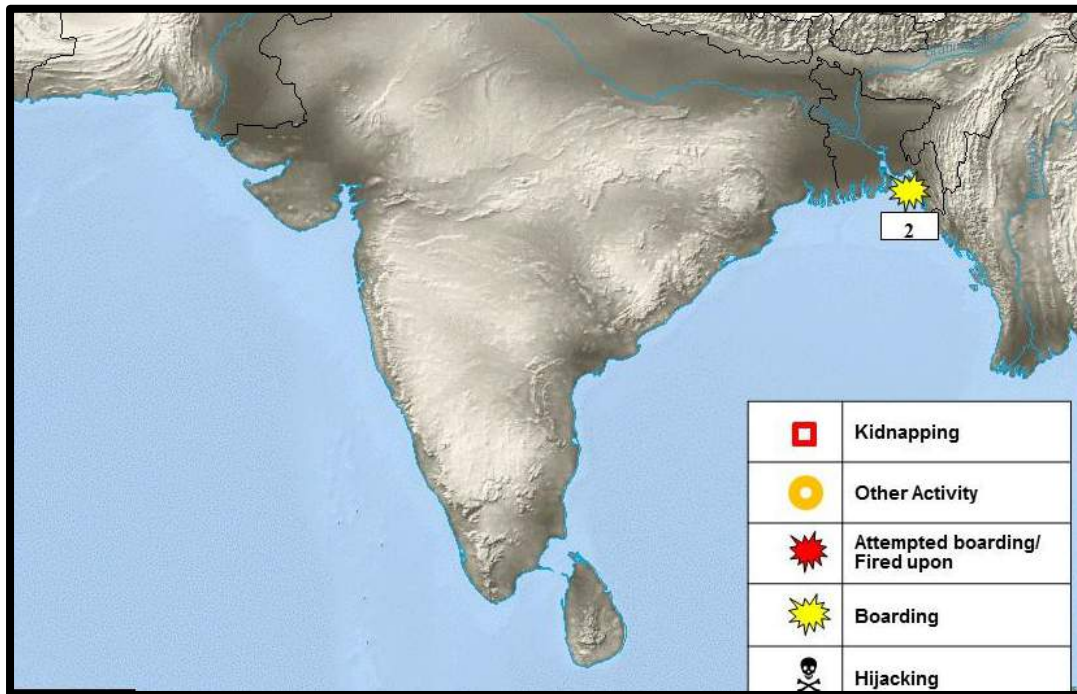 2
Kidnapping
Other Activity
Attempted boarding/
Fired upon
Boarding
Hijacking